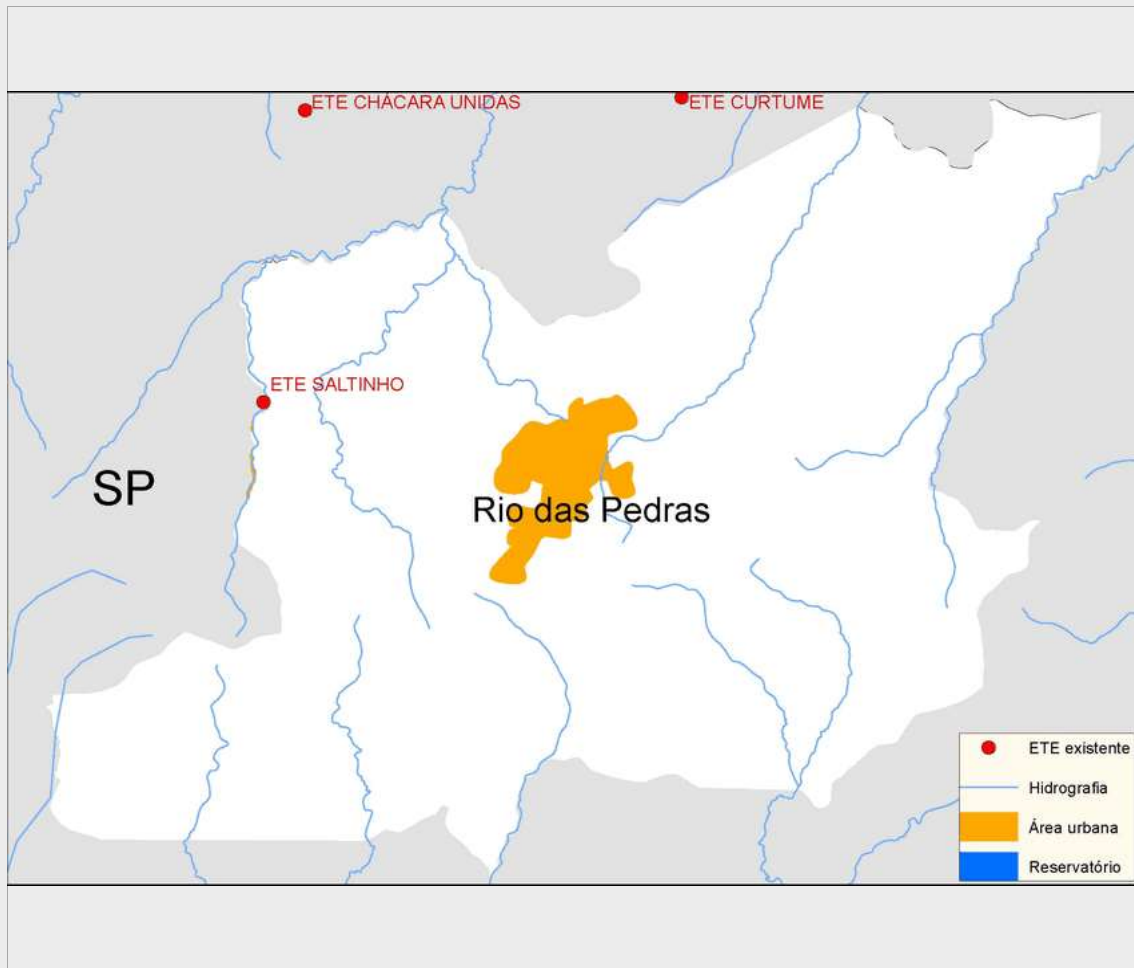 ETE CHÁCARA UNIDAS
ETE CURTUME
ETE SALTINHO
SP
Rio das Pedras
ETE existente
Hidrografia
Área urbana
Reservatório